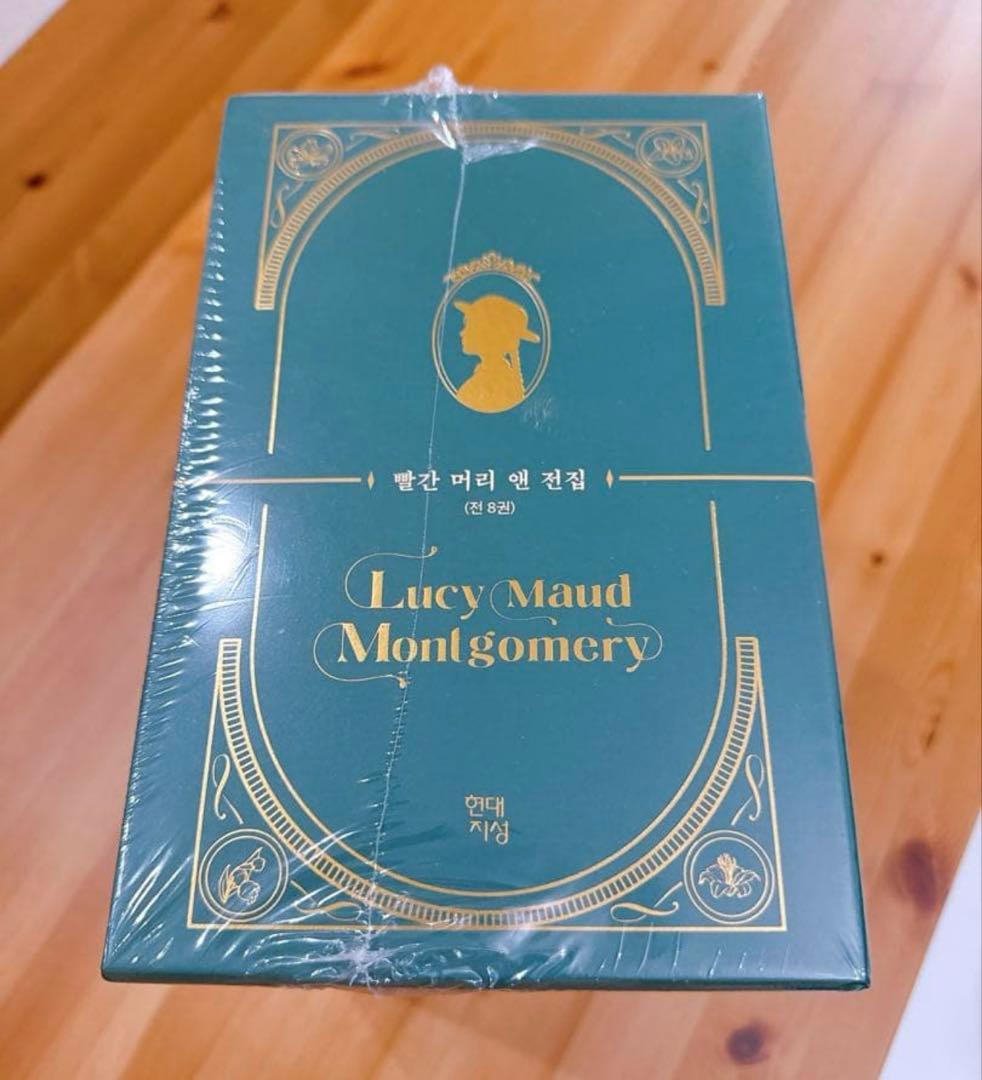 빨간 머리 앤 전집
(전 8권)
Lucy Maud
Montgomery
현대
지성